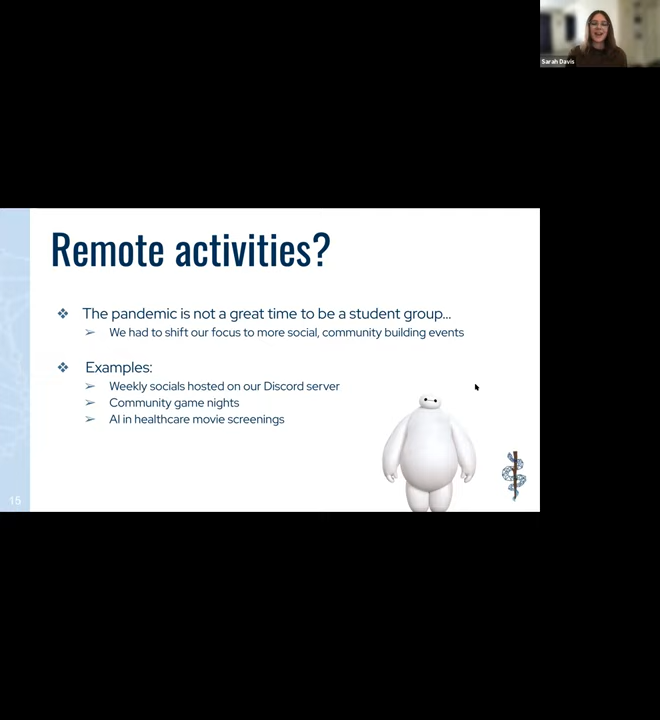 Sarah Davis
Remote activities?
❖ The pandemic is not a great time to be a student group...
➢ We had to shift our focus to more social, community building events
❖ Examples:
➢ Weekly socials hosted on our Discord server
➢ Community game nights
➢ AI in healthcare movie screenings
15